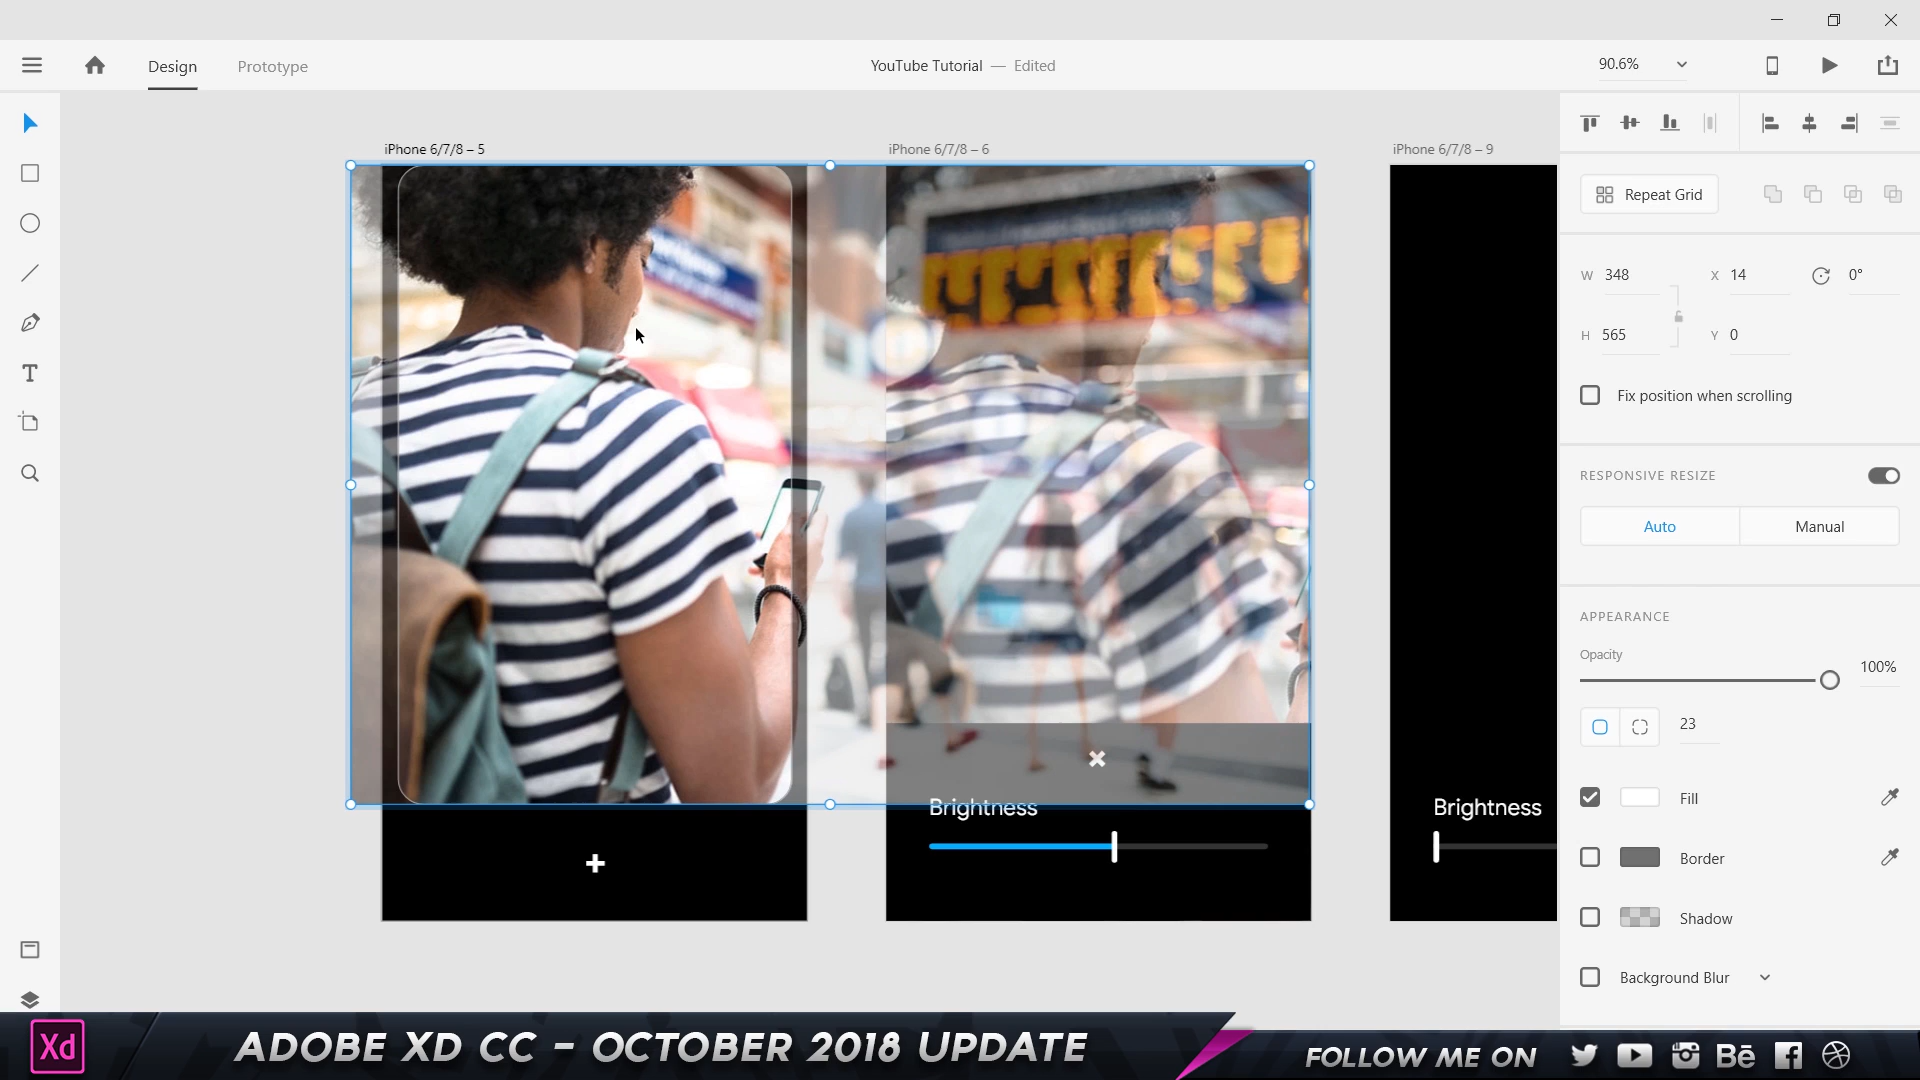 Design
Prototype
YouTube Tutorial — Edited
90.6%
iPhone 6/7/8 – 5
iPhone 6/7/8 – 6
iPhone 6/7/8 – 9
Repeat Grid
W 348
X 14
0°
H 565
Y 0
Fix position when scrolling
RESPONSIVE RESIZE
Auto
Manual
APPEARANCE
Opacity
100%
23
Fill
Border
Shadow
Background Blur
Brightness
Brightness
T
Xd
ADOBE XD CC - OCTOBER 2018 UPDATE
FOLLOW ME ON
Bē